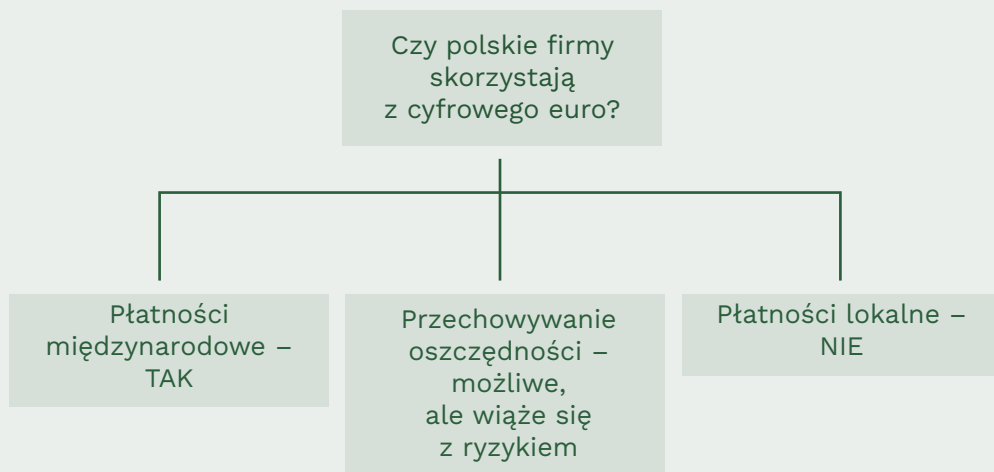 Czy polskie firmy
skorzystają
z cyfrowego euro?
Płatności
międzynarodowe –
TAK
Przechowywanie
oszczędności –
możliwe,
ale wiąże się
z ryzykiem
Płatności lokalne –
NIE